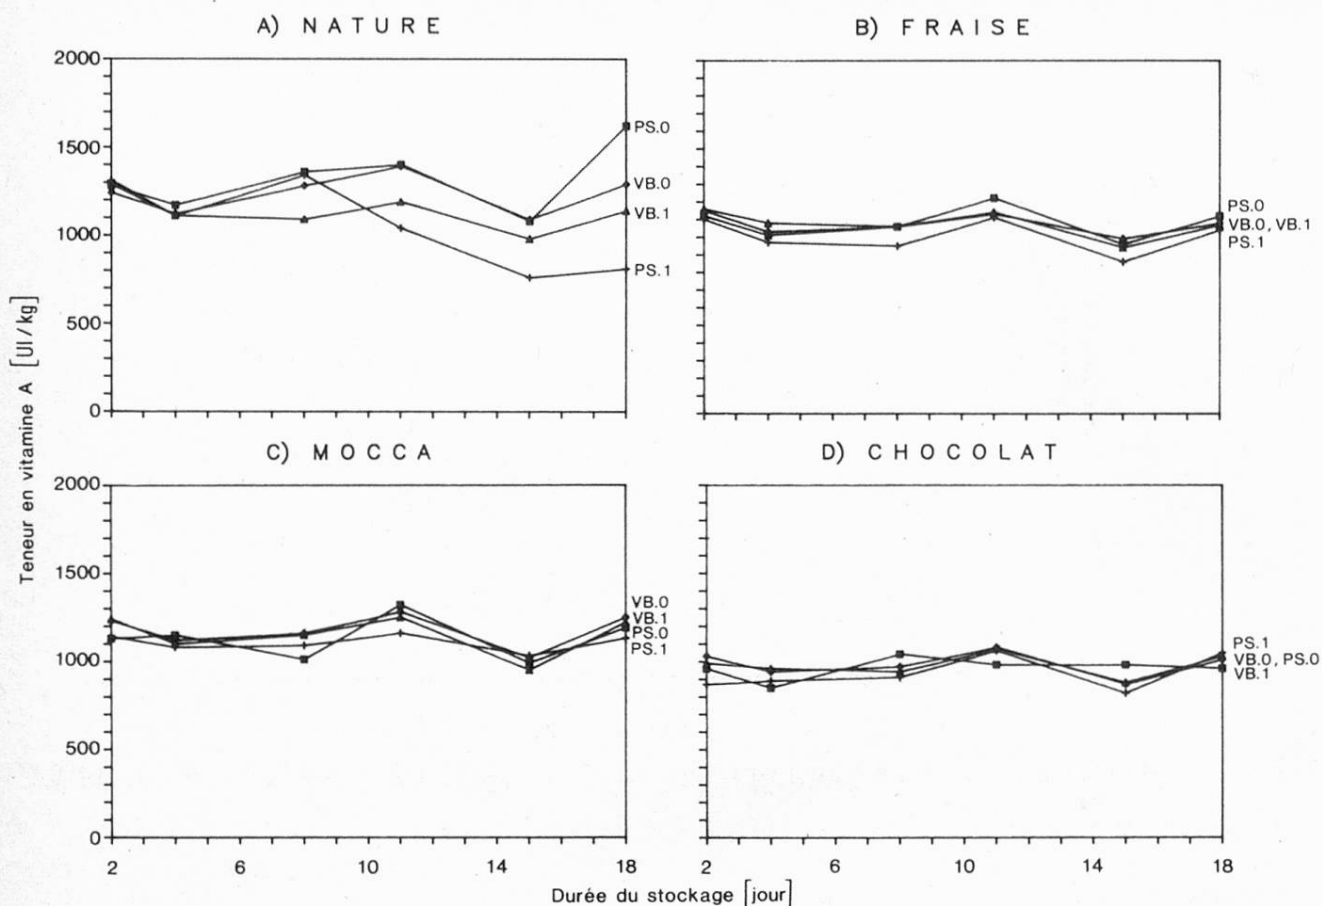 A) NATURE
B) FRAISE
2000
1500
1000
500
0
PS.0
VB.0
VB.1
PS.1
PS.0
VB.0, VB.1
PS.1
Teneur en vitamine A [UI/kg]
C) MOCCA
D) CHOCOLAT
2000
1500
1000
500
0
VB.0
VB.1
PS.0
PS.1
PS.1
VB.0, PS.0
VB.1
2 6 10 14 18
2 6 10 14 18
Durée du stockage [jour]